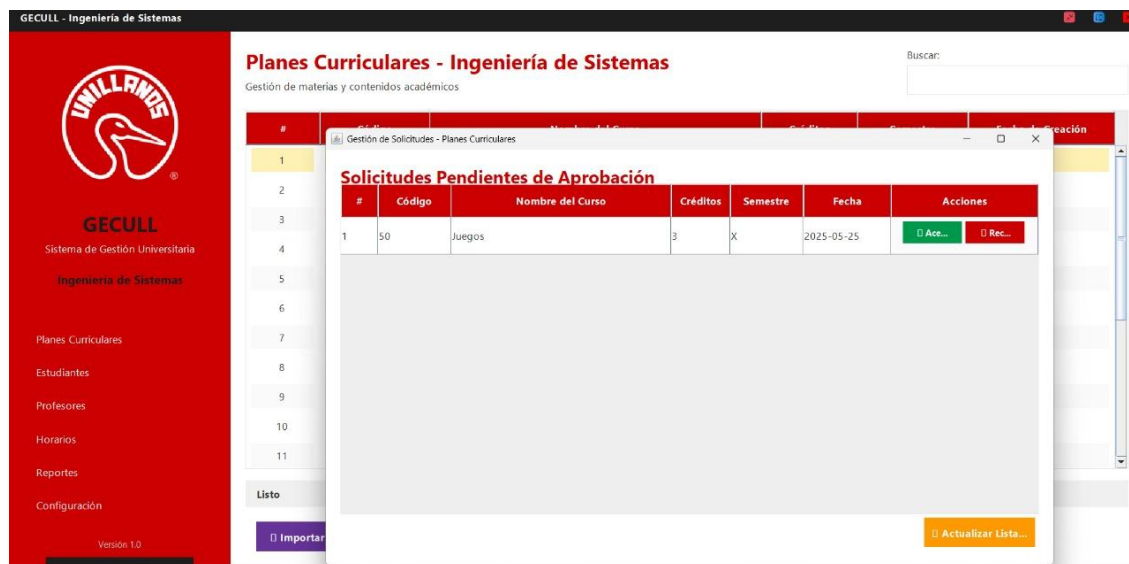 GECULL - Ingeniería de Sistemas
UNILLANOS
®
GECULL
Sistema de Gestión Universitaria
Ingeniería de Sistemas
Planes Curriculares
Estudiantes
Profesores
Horarios
Reportes
Configuración
Versión 1.0
Planes Curriculares - Ingeniería de Sistemas
Gestión de materias y contenidos académicos
Buscar:
#
1
2
3
4
5
6
7
8
9
10
11
Listo
Importar
Gestión de Solicitudes - Planes Curriculares
Solicitudes Pendientes de Aprobación
# Código Nombre del Curso Créditos Semestre Fecha Acciones
1 50 Juegos 3 X 2025-05-25 Ace... Rec...
Actualizar Lista...